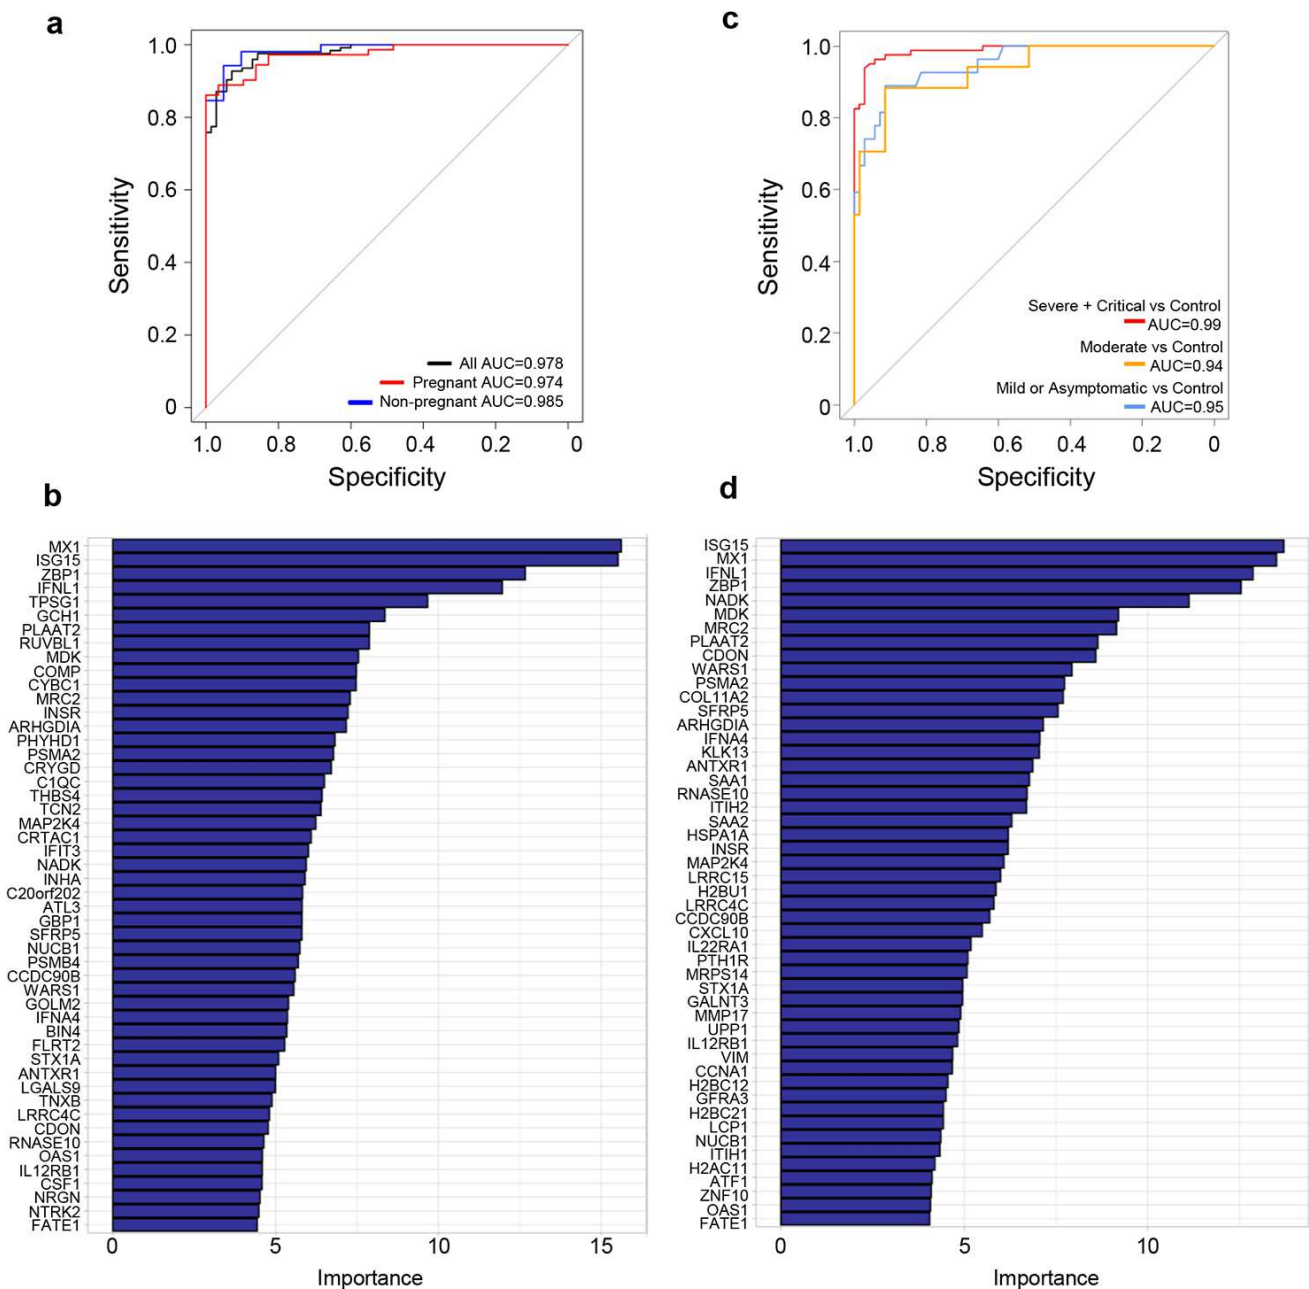 a
1.0
0.8
0.6
0.4
0.2
0
Sensitivity
All AUC=0.978
Pregnant AUC=0.974
Non-pregnant AUC=0.985
1.0 0.8 0.6 0.4 0.2 0
Specificity
c
1.0
0.8
0.6
0.4
0.2
0
Sensitivity
Severe + Critical vs Control
AUC=0.99
Moderate vs Control
AUC=0.94
Mild or Asymptomatic vs Control
AUC=0.95
1.0 0.8 0.6 0.4 0.2 0
Specificity
b
MX1
ISG15
ZBP1
IFNL1
TPSG1
GCH1
PLAAT2
RUVBL1
MDK
COMP
CYBC1
MRC2
INSR
ARHGDIA
PHYHD1
PSMA2
CRYGD
C1QC
THBS4
TCN2
MAP2K4
CRTAC1
IFIT3
NADK
INHA
C20orf202
ATL3
GBP1
SFRP5
NUCB1
PSMB4
CCDC90B
WARS1
GOLM2
IFNA4
BIN4
FLRT2
STX1A
ANTXR1
LGALS9
TNXB
LRRC4C
CDON
RNASE10
OAS1
IL12RB1
CSF1
NRGN
NTRK2
FATE1
0 5 10 15
Importance
d
ISG15
MX1
IFNL1
ZBP1
NADK
MDK
MRC2
PLAAT2
CDON
WARS1
PSMA2
COL11A2
SFRP5
ARHGDIA
IFNA4
KLK13
ANTXR1
SAA1
RNASE10
ITIH2
SAA2
HSPA1A
INSR
MAP2K4
LRRC15
H2BU1
LRRC4C
CCDC90B
CXCL10
IL22RA1
PTH1R
MRPS14
STX1A
GALNT3
MMP17
UPP1
IL12RB1
VIM
CCNA1
H2BC12
GFRA3
H2BC21
LCP1
NUCB1
ITIH1
H2AC11
ATF1
ZNF10
OAS1
FATE1
0 5 10
Importance